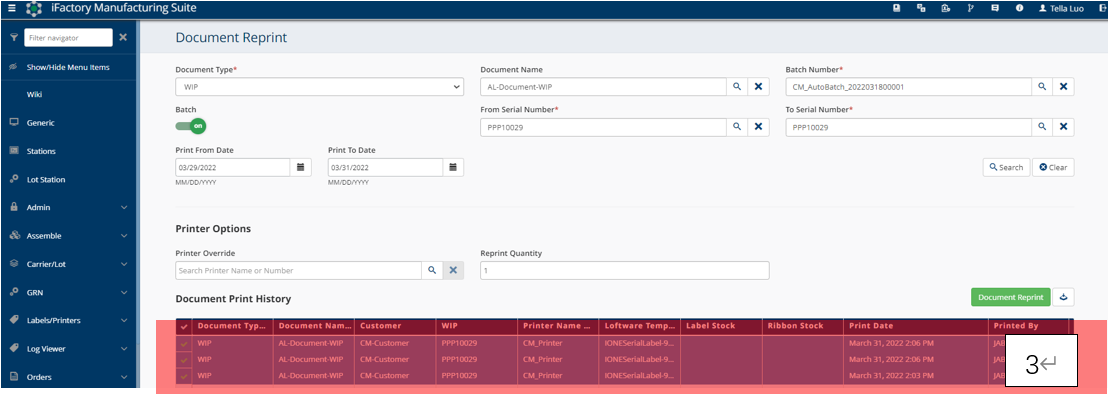 iFactory Manufacturing Suite
Tella Luo
Filter navigator
Show/Hide Menu Items
Wiki
Generic
Stations
Lot Station
Admin
Assemble
Carrier/Lot
GRN
Labels/Printers
Log Viewer
Orders
Document Reprint
Document Type* Document Name Batch Number*
WIP AL-Document-WIP CM_AutoBatch_2022031800001
Batch From Serial Number* To Serial Number*
on PPP10029 PPP10029
Print From Date Print To Date
03/29/2022 03/31/2022 Search Clear
MM/DD/YYYY MM/DD/YYYY
Printer Options
Printer Override Reprint Quantity
Search Printer Name or Number 1
Document Print History Document Reprint
Document Typ... Document Nam... Customer WIP Printer Name ... Loftware Temp... Label Stock Ribbon Stock Print Date Printed By
WIP AL-Document-WIP CM-Customer PPP10029 CM_Printer IONESerialLabel-9... March 31, 2022 2:06 PM
WIP AL-Document-WIP CM-Customer PPP10029 CM_Printer IONESerialLabel-9... March 31, 2022 2:06 PM
WIP AL-Document-WIP CM-Customer PPP10029 CM_Printer IONESerialLabel-9... March 31, 2022 2:03 PM
3↵